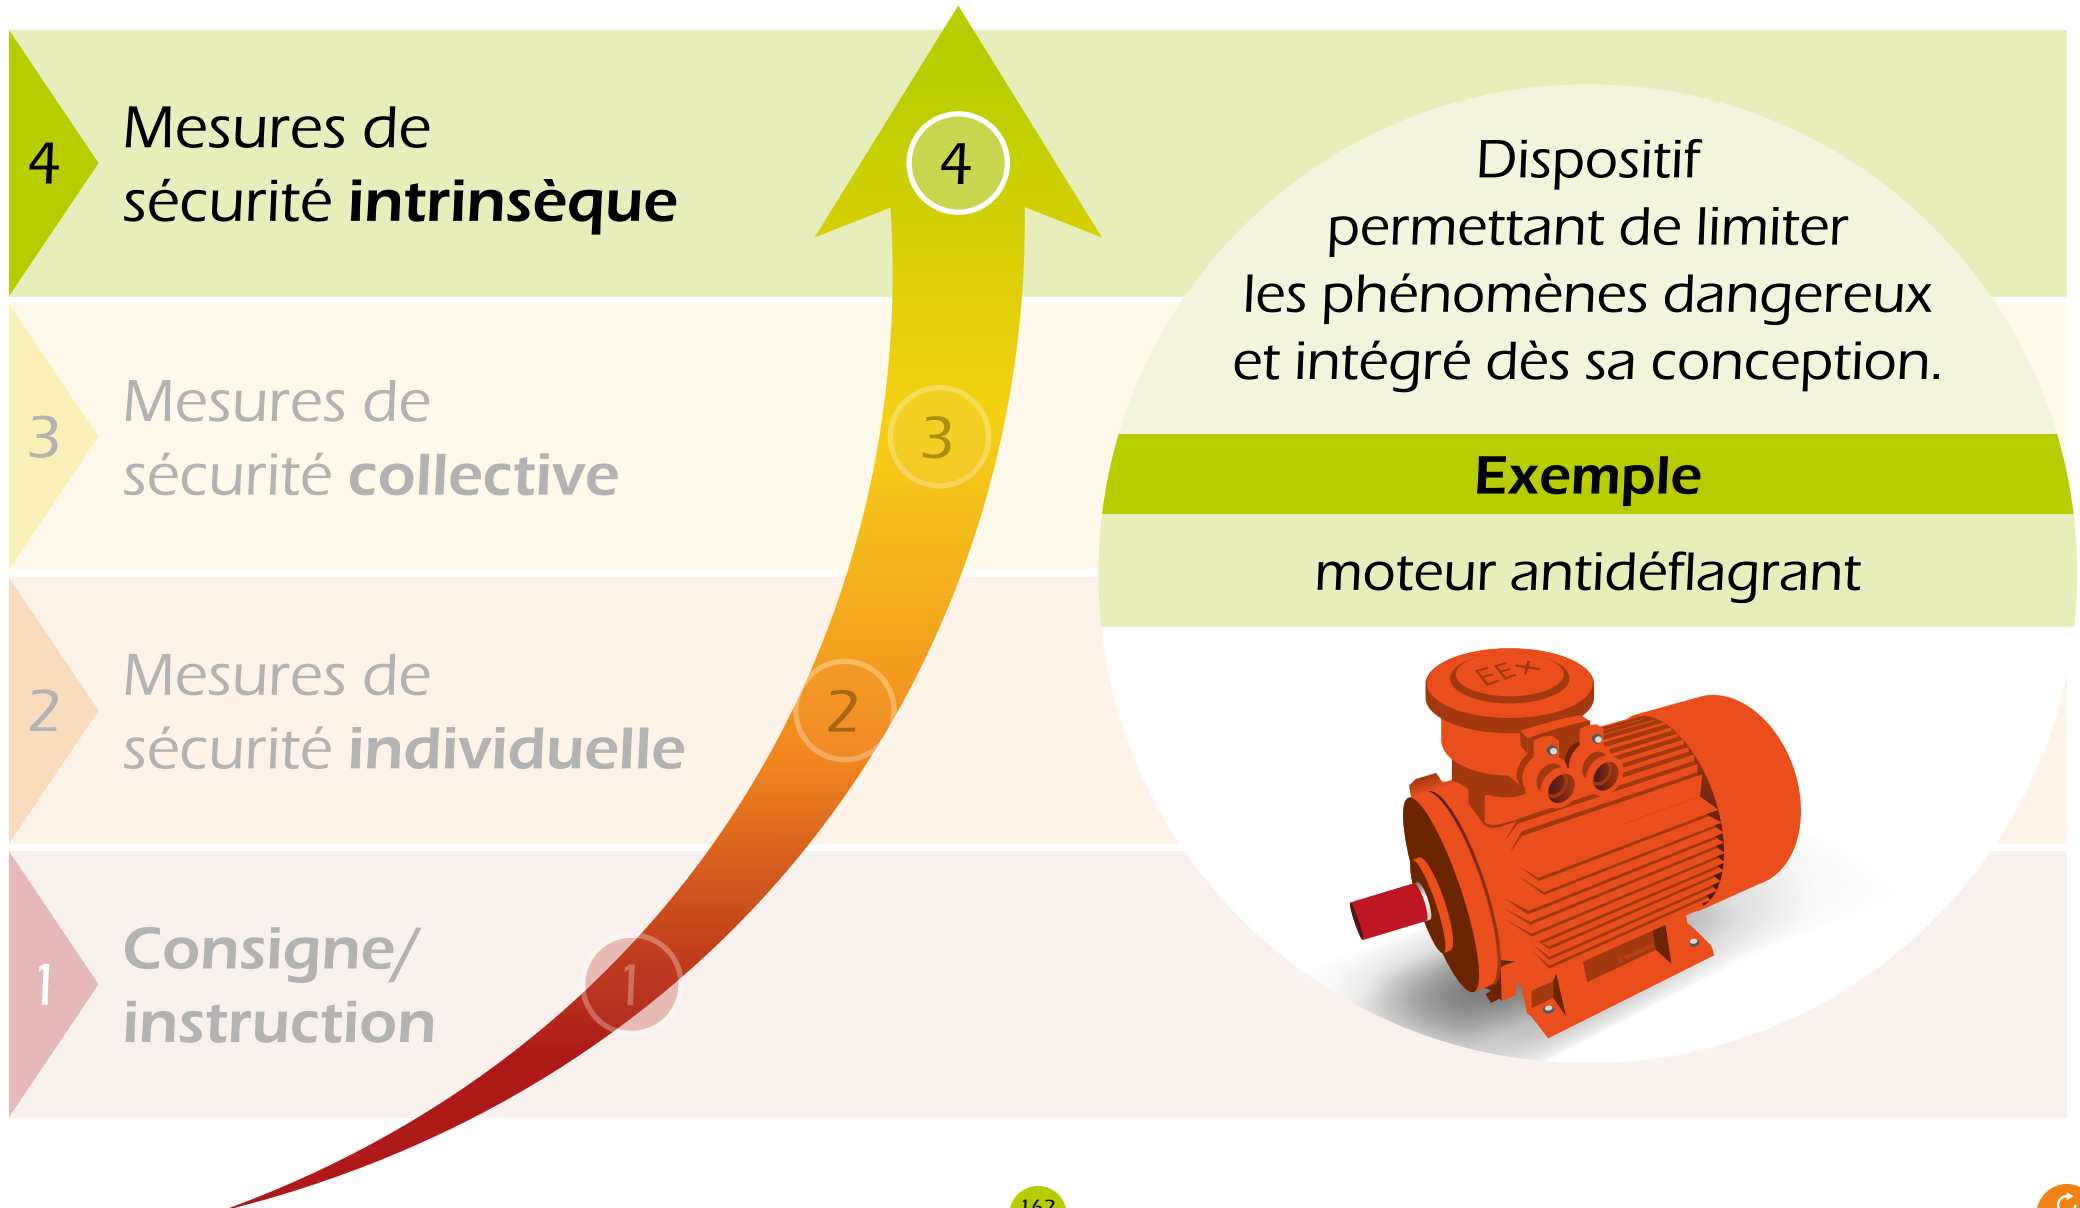 4
Mesures de
sécurité intrinsèque
3
Mesures de
sécurité collective
2
Mesures de
sécurité individuelle
1
Consigne/
instruction
4
3
2
1
Dispositif
permettant de limiter
les phénomènes dangereux
et intégré dès sa conception.
Exemple
moteur antidéflagrant
EEX